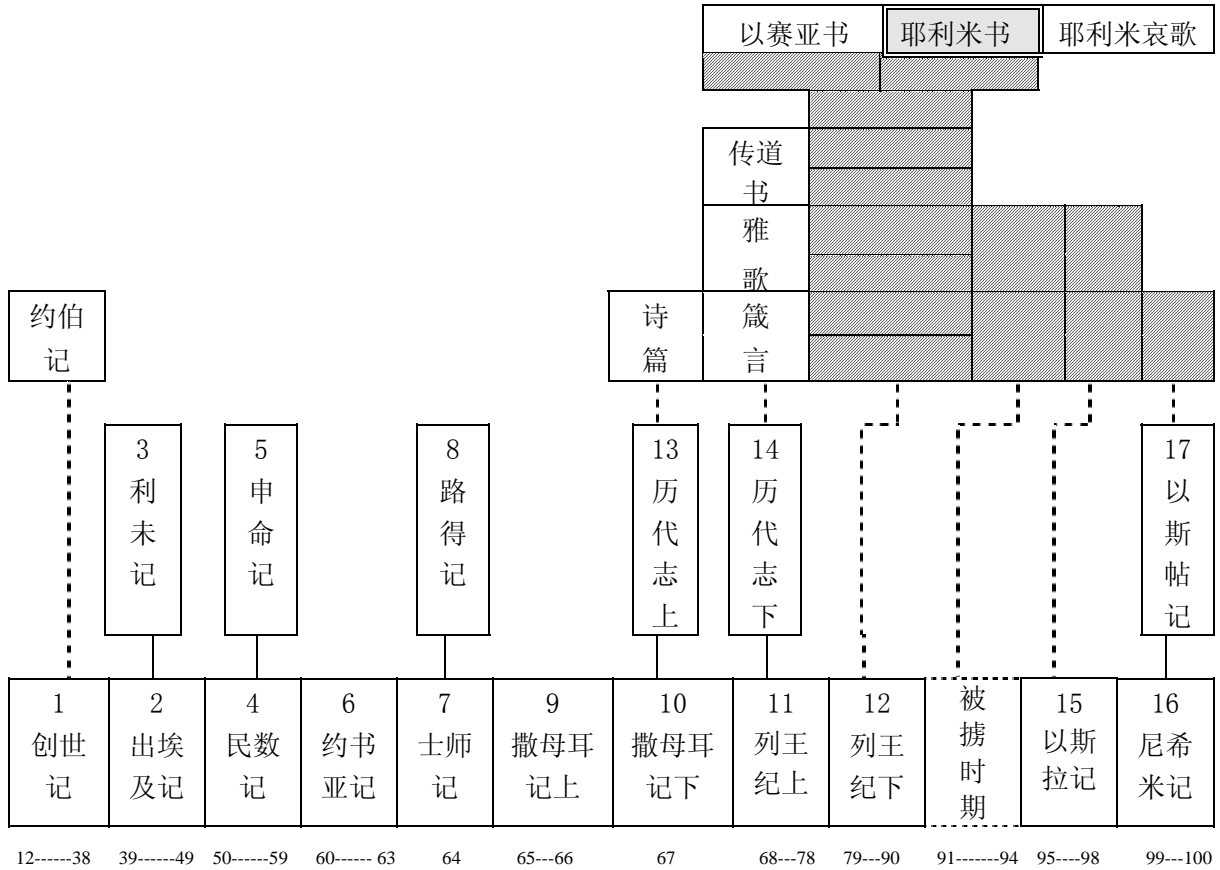 以赛亚书 耶利米书 耶利米哀歌
传道
书
雅
歌
约伯
记
诗
篇
箴
言
3
利
未
记
5
申
命
记
8
路
得
记
13
历
代
志
上
14
历
代
志
下
17
以
斯
帖
记
1
创世
记
2
出埃
及记
4
民数
记
6
约书
亚记
7
士师
记
9
撒母耳
记上
10
撒母耳
记下
11
列王
纪上
12
列王
纪下
被
掳
时
期
15
以斯
拉记
16
尼希
米记
12------38 39------49 50------59 60------ 63 64 65---66 67 68---78 79---90 91-------94 95----98 99---100